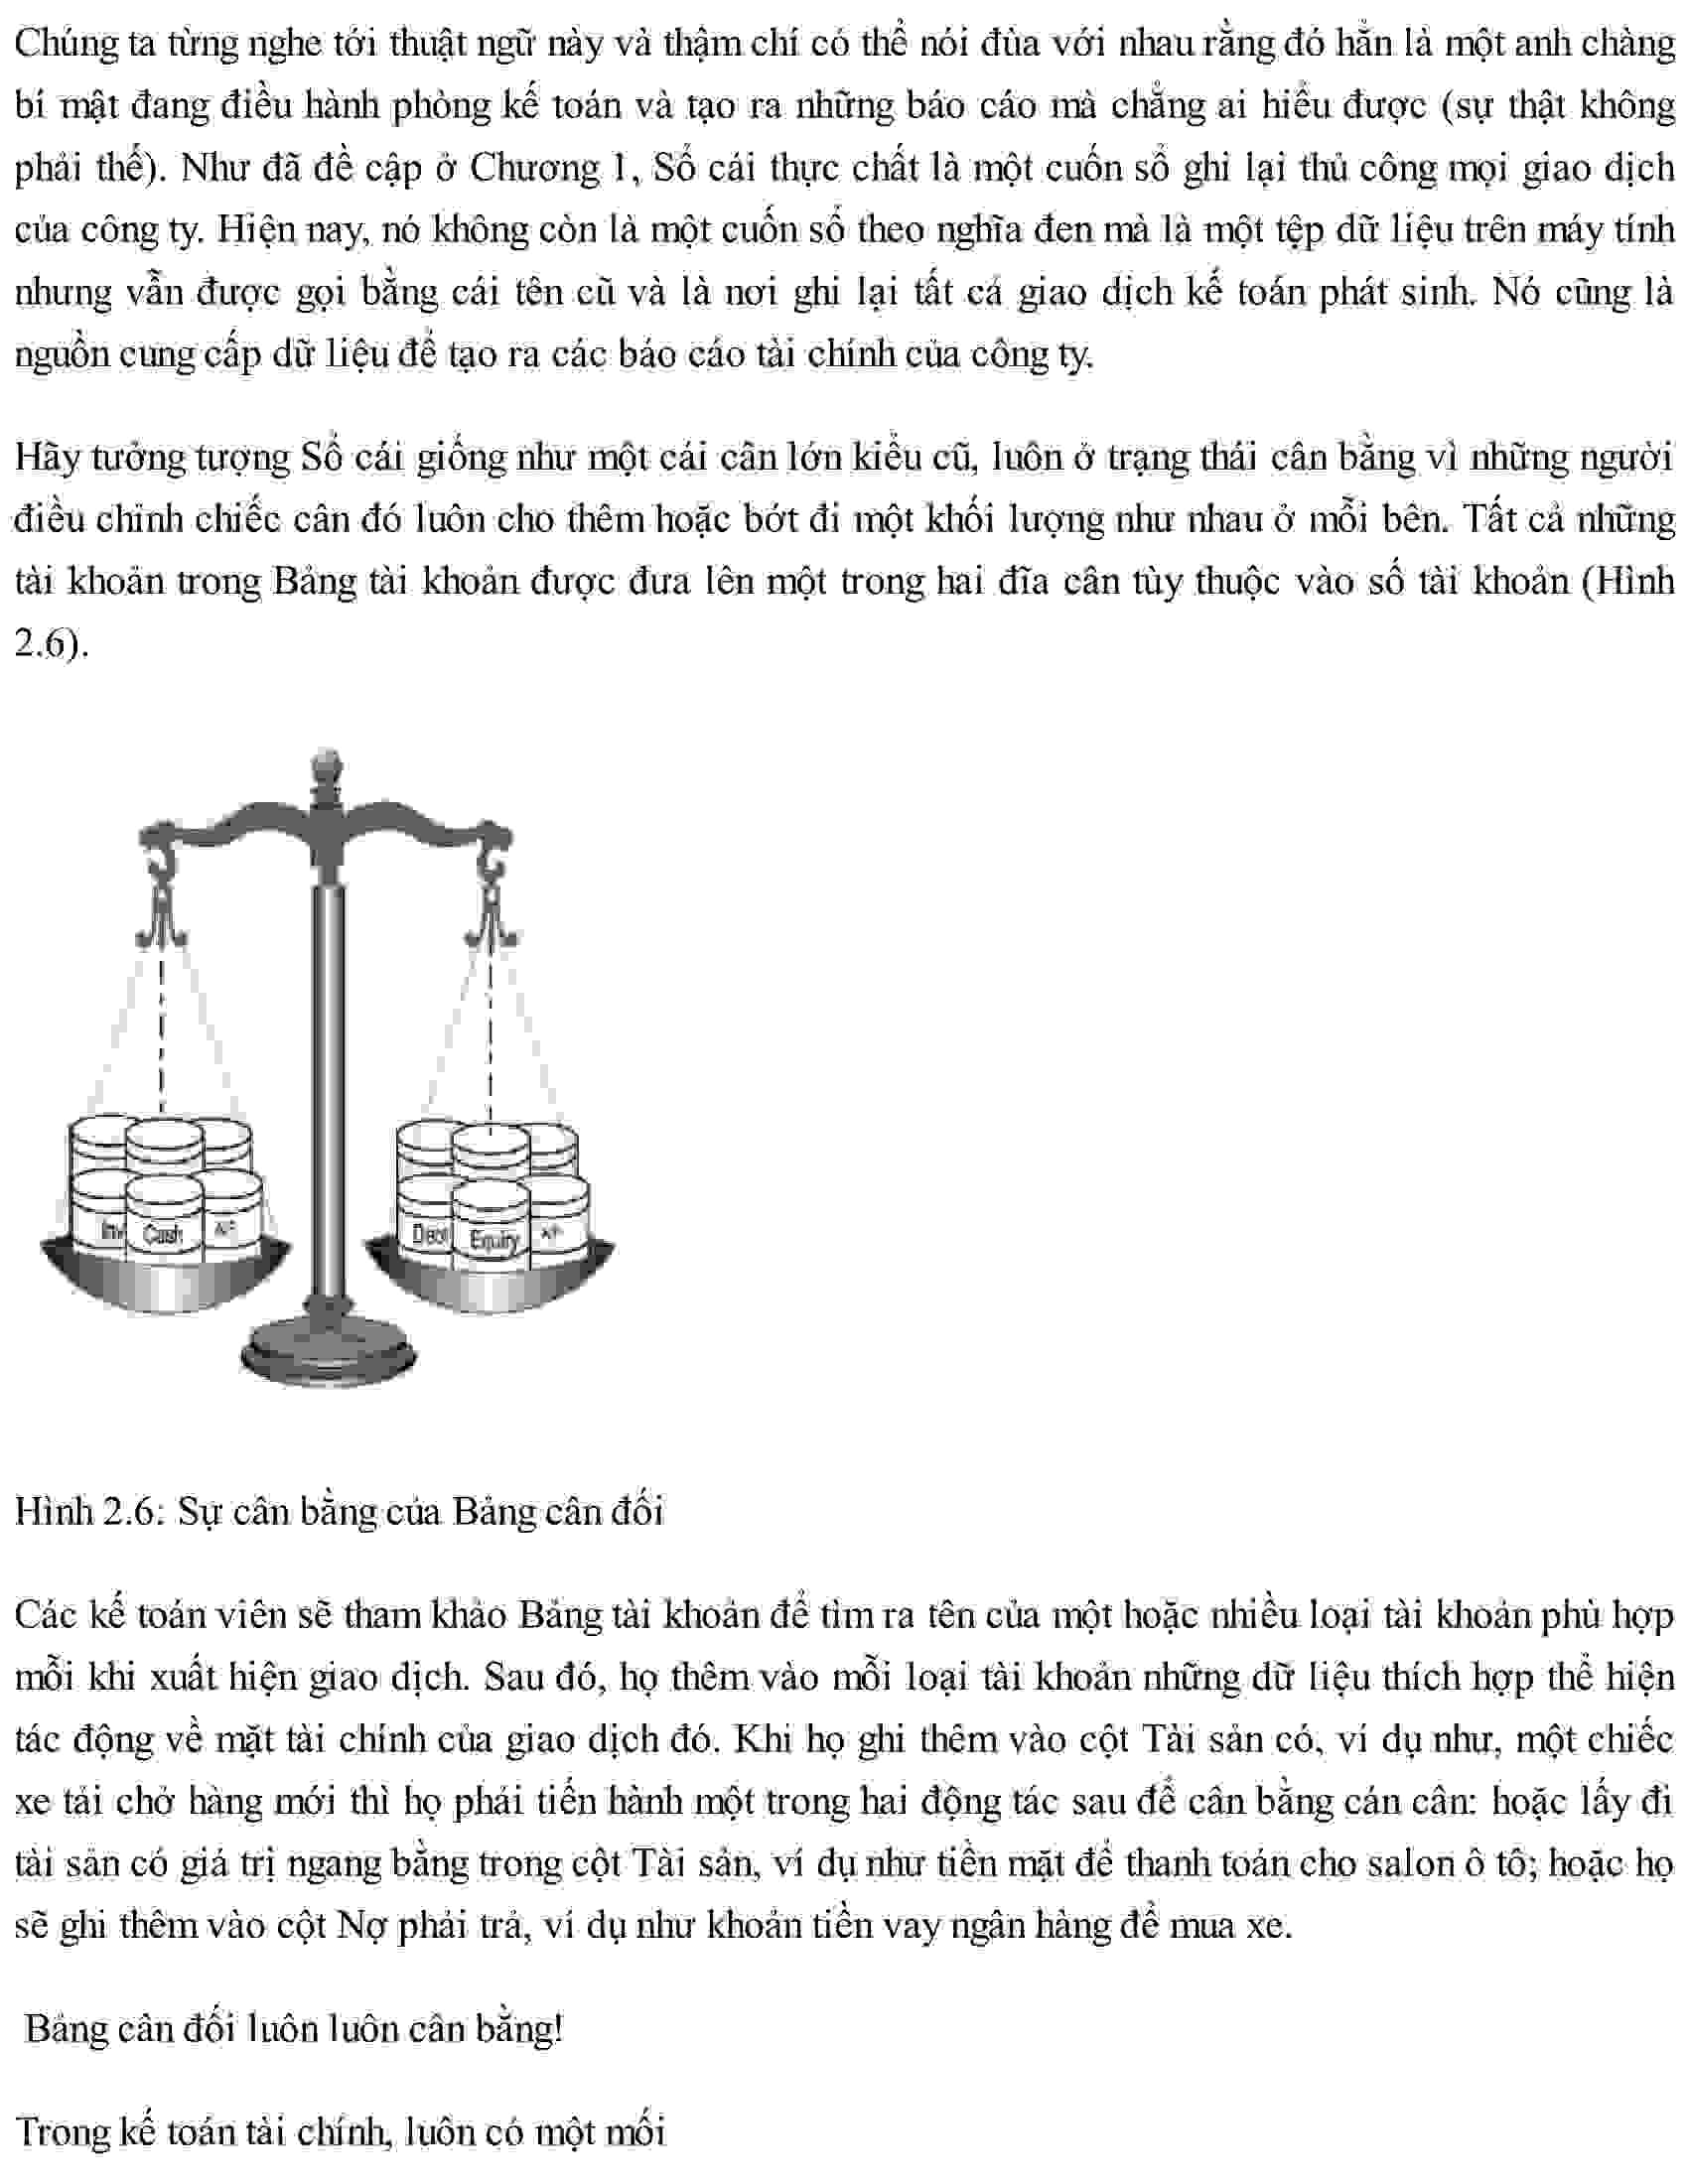 Chúng ta từng nghe tới thuật ngữ này và thậm chí có thể nói đùa với nhau rằng đó hẳn là một anh chàng
bí mật đang điều hành phòng kế toán và tạo ra những báo cáo mà chẳng ai hiểu được (sự thật không
phải thế). Như đã đề cập ở Chương 1, Sổ cái thực chất là một cuốn sổ ghi lại thủ công mọi giao dịch
của công ty. Hiện nay, nó không còn là một cuốn sổ theo nghĩa đen mà là một tệp dữ liệu trên máy tính
nhưng vẫn được gọi bằng cái tên cũ và là nơi ghi lại tất cả giao dịch kế toán phát sinh. Nó cũng là
nguồn cung cấp dữ liệu để tạo ra các báo cáo tài chính của công ty.
Hãy tưởng tượng Sổ cái giống như một cái cân lớn kiểu cũ, luôn ở trạng thái cân bằng vì những người
điều chỉnh chiếc cân đó luôn cho thêm hoặc bớt đi một khối lượng như nhau ở mỗi bên. Tất cả những
tài khoản trong Bảng tài khoản được đưa lên một trong hai đĩa cân tùy thuộc vào số tài khoản (Hình
2.6).
Inv Cash Debt Equity
Hình 2.6: Sự cân bằng của Bảng cân đối
Các kế toán viên sẽ tham khảo Bảng tài khoản để tìm ra tên của một hoặc nhiều loại tài khoản phù hợp
mỗi khi xuất hiện giao dịch. Sau đó, họ thêm vào mỗi loại tài khoản những dữ liệu thích hợp thể hiện
tác động về mặt tài chính của giao dịch đó. Khi họ ghi thêm vào cột Tài sản có, ví dụ như, một chiếc
xe tải chở hàng mới thì họ phải tiến hành một trong hai động tác sau để cân bằng cán cân: hoặc lấy đi
tài sản có giá trị ngang bằng trong cột Tài sản, ví dụ như tiền mặt để thanh toán cho salon ô tô; hoặc họ
sẽ ghi thêm vào cột Nợ phải trả, ví dụ như khoản tiền vay ngân hàng để mua xe.
Bảng cân đối luôn luôn cân bằng!
Trong kế toán tài chính, luôn có một mối